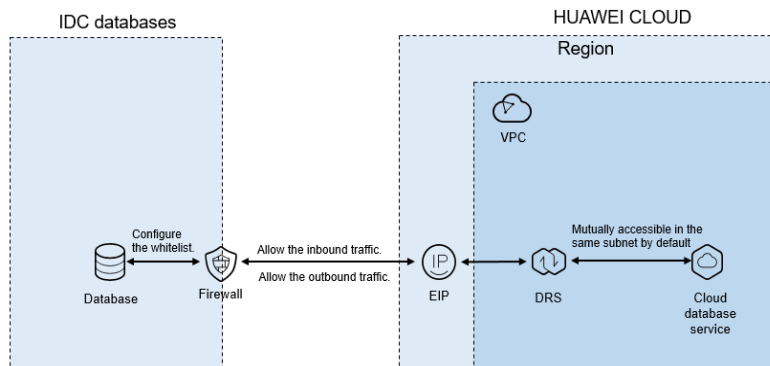 IDC databases
HUAWEI CLOUD
Region
VPC
Configure
the whitelist.
Allow the inbound traffic.
Mutually accessible in the
same subnet by default
IP
Allow the outbound traffic.
Database
Firewall
EIP
DRS
Cloud
database
service